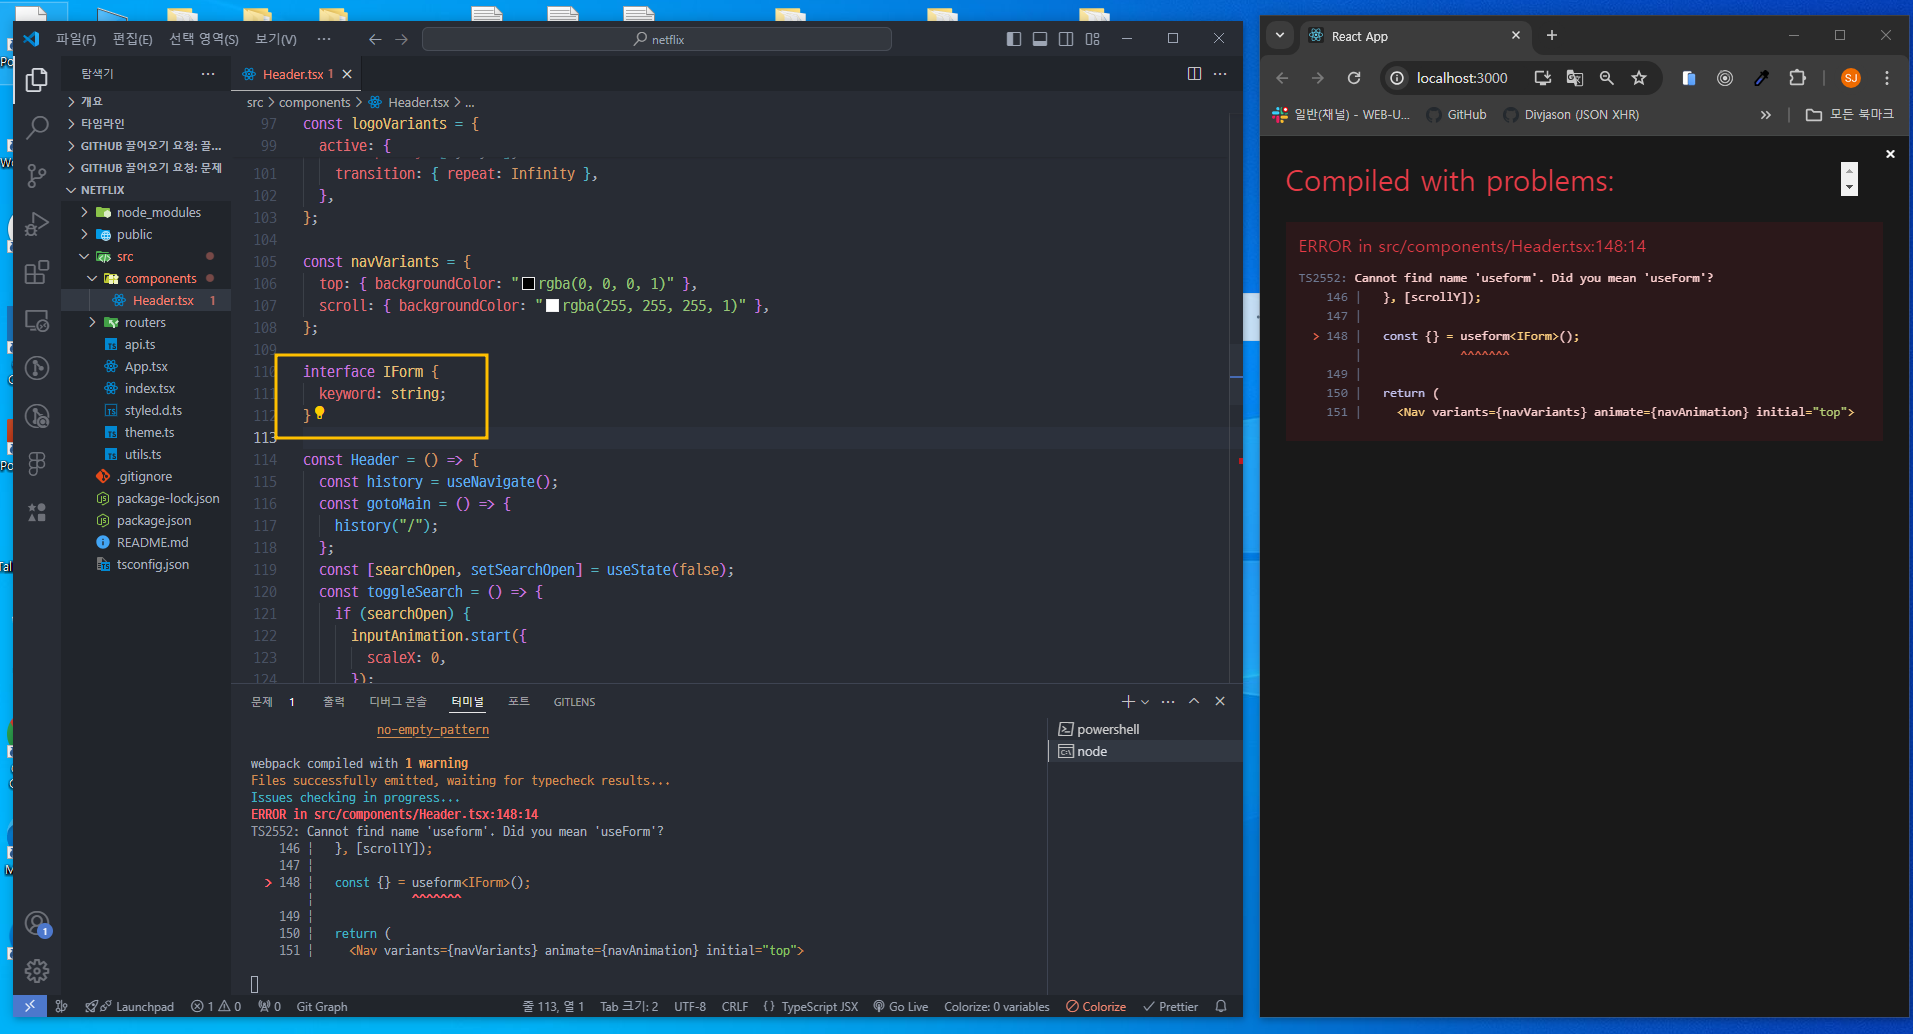 파일(F) 편집(E) 선택 영역(S) 보기(V) ··· netflix
탐색기
개요
타임라인
GITHUB 끌어오기 요청: 끌...
GITHUB 끌어오기 요청: 문제
NETFLIX
node_modules
public
src
components
Header.tsx 1
routers
api.ts
App.tsx
index.tsx
styled.d.ts
theme.ts
utils.ts
.gitignore
package-lock.json
package.json
README.md
tsconfig.json
Header.tsx 1
src > components > Header.tsx > ...
97 const logoVariants = {
99 active: {
101 transition: { repeat: Infinity },
102 },
103 };
104
105 const navVariants = {
106 top: { backgroundColor: "rgba(0, 0, 0, 1)" },
107 scroll: { backgroundColor: "rgba(255, 255, 255, 1)" },
108 };
109
110 interface IForm {
111 keyword: string;
112 }
113
114 const Header = () => {
115 const history = useNavigate();
116 const gotoMain = () => {
117 history("/");
118 };
119 const [searchOpen, setSearchOpen] = useState(false);
120 const toggleSearch = () => {
121 if (searchOpen) {
122 inputAnimation.start({
123 scaleX: 0,
124 });
문제 1 출력 디버그 콘솔 터미널 포트 GITLENS
no-empty-pattern
webpack compiled with 1 warning
Files successfully emitted, waiting for typecheck results...
Issues checking in progress...
ERROR in src/components/Header.tsx:148:14
TS2552: Cannot find name 'useform'. Did you mean 'useForm'?
146 | }, [scrollY]);
147 |
> 148 | const {} = useform<IForm>();
| ^^^^^^^
149 |
150 | return (
151 | <Nav variants={navVariants} animate={navAnimation} initial="top">
powershell
node
1
Launchpad 1 0 0 Git Graph 줄 113, 열 1 Tab 크기: 2 UTF-8 CRLF {} TypeScript JSX Go Live Colorize: 0 variables Colorize Prettier
React App
localhost:3000
SJ
일반(채널) - WEB-U... GitHub Divjason (JSON XHR) » 모든 북마크
Compiled with problems:
ERROR in src/components/Header.tsx:148:14
TS2552: Cannot find name 'useform'. Did you mean 'useForm'?
146 | }, [scrollY]);
147 |
> 148 | const {} = useform<IForm>();
| ^^^^^^^
149 |
150 | return (
151 | <Nav variants={navVariants} animate={navAnimation} initial="top">